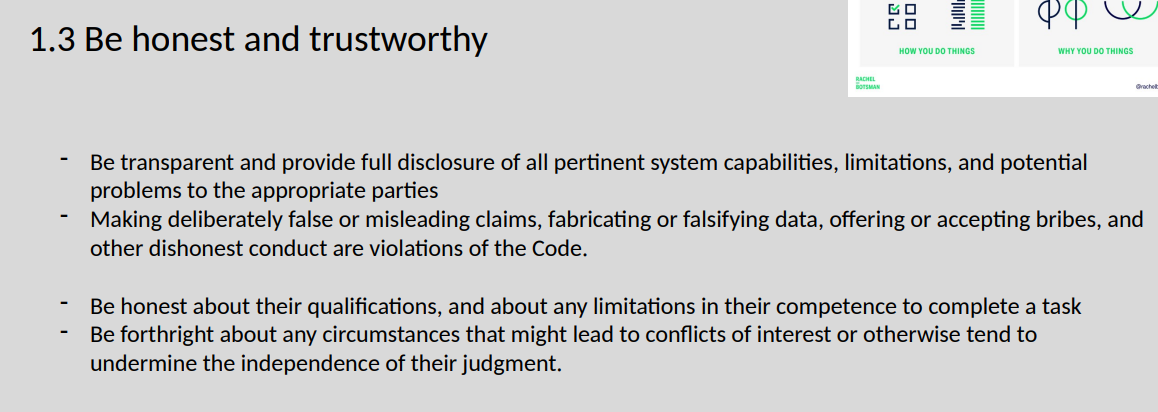 1.3 Be honest and trustworthy
HOW YOU DO THINGS
WHY YOU DO THINGS
RACHEL
BOTSMAN
@rachelb
- Be transparent and provide full disclosure of all pertinent system capabilities, limitations, and potential
problems to the appropriate parties
- Making deliberately false or misleading claims, fabricating or falsifying data, offering or accepting bribes, and
other dishonest conduct are violations of the Code.
- Be honest about their qualifications, and about any limitations in their competence to complete a task
- Be forthright about any circumstances that might lead to conflicts of interest or otherwise tend to
undermine the independence of their judgment.